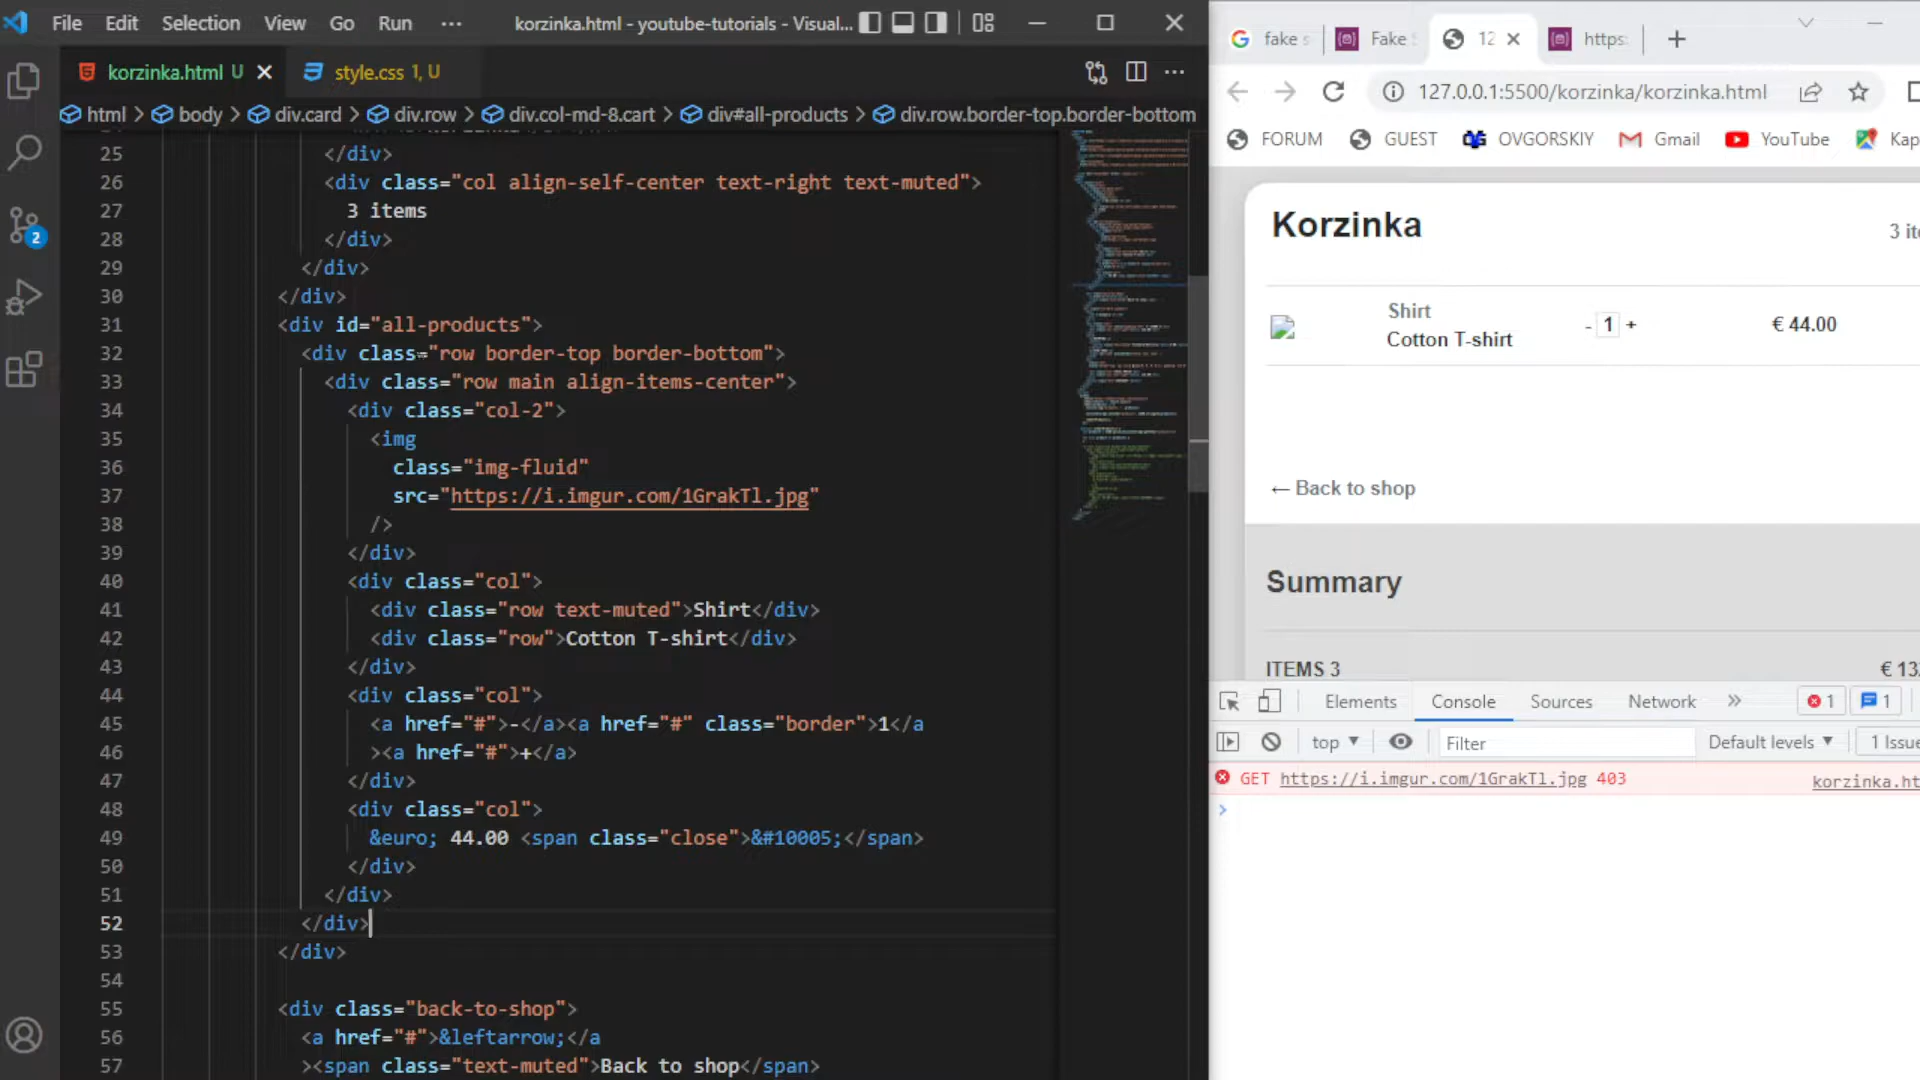 File Edit Selection View Go Run ··· korzinka.html - youtube-tutorials - Visual...
korzinka.html U style.css 1, U
html > body > div.card > div.row > div.col-md-8.cart > div#all-products > div.row.border-top.border-bottom
25 </div>
26 <div class="col align-self-center text-right text-muted">
27 3 items
28 </div>
29 </div>
30 </div>
31 <div id="all-products">
32 <div class="row border-top border-bottom">
33 <div class="row main align-items-center">
34 <div class="col-2">
35 <img
36 class="img-fluid"
37 src="https://i.imgur.com/1GrakTl.jpg"
38 />
39 </div>
40 <div class="col">
41 <div class="row text-muted">Shirt</div>
42 <div class="row">Cotton T-shirt</div>
43 </div>
44 <div class="col">
45 <a href="#">-</a><a href="#" class="border">1</a
46 ><a href="#">+</a>
47 </div>
48 <div class="col">
49 &euro; 44.00 <span class="close">&#10005;</span>
50 </div>
51 </div>
52 </div>
53 </div>
54
55 <div class="back-to-shop">
56 <a href="#">&leftarrow;</a
57 ><span class="text-muted">Back to shop</span>
2
fake s Fake S 12 https:
127.0.0.1:5500/korzinka/korzinka.html
FORUM GUEST OVGORSKIY Gmail YouTube Кар
Korzinka
3 ite
Shirt
Cotton T-shirt
- 1 +
€ 44.00
← Back to shop
Summary
ITEMS 3 € 13
Elements Console Sources Network » 1 1
top Filter Default levels 1 Issue
GET https://i.imgur.com/1GrakTl.jpg 403 korzinka.ht
>